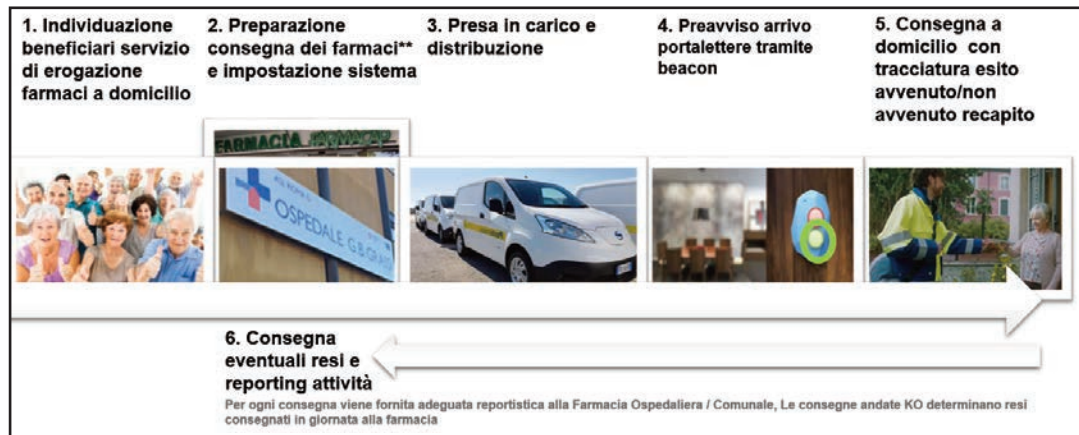 1. Individuazione
beneficiari servizio
di erogazione
farmaci a domicilio
2. Preparazione
consegna dei farmaci**
e impostazione sistema
3. Presa in carico e
distribuzione
4. Preavviso arrivo
portalettere tramite
beacon
5. Consegna a
domicilio con
tracciatura esito
avvenuto/non
avvenuto recapito
FARMACIA
OSPEDALE G.B. GRASSI
6. Consegna
eventuali resi e
reporting attività
Per ogni consegna viene fornita adeguata reportistica alla Farmacia Ospedaliera / Comunale, Le consegne andate KO determinano resi
consegnati in giornata alla farmacia